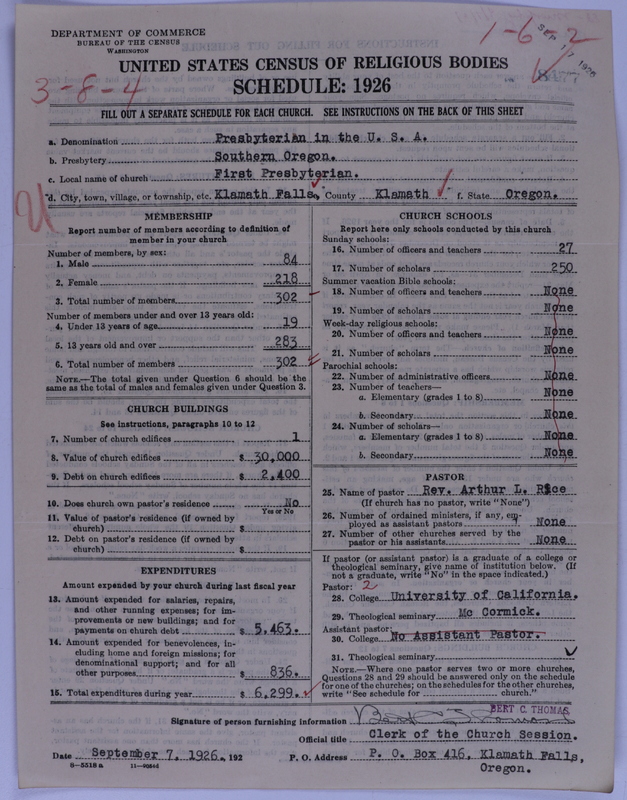 DEPARTMENT OF COMMERCE
BUREAU OF THE CENSUS
WASHINGTON
1-6-2
SEP 17 1926
3-8-4
UNITED STATES CENSUS OF RELIGIOUS BODIES
SCHEDULE: 1926
FILL OUT A SEPARATE SCHEDULE FOR EACH CHURCH. SEE INSTRUCTIONS ON THE BACK OF THIS SHEET
a. Denomination Presbyterian in the U. S. A.
b. Presbytery Southern Oregon.
c. Local name of church First Presbyterian.
d. City, town, village, or township, etc. Klamath Falls, County Klamath f. State Oregon.
U
MEMBERSHIP
Report number of members according to definition of
member in your church
Number of members, by sex:
1. Male 84
2. Female 218
3. Total number of members 302
Number of members under and over 13 years old:
4. Under 13 years of age 19
5. 13 years old and over 283
6. Total number of members 302
NOTE.—The total given under Question 6 should be the
same as the total of males and females given under Question 3.
CHURCH BUILDINGS
See instructions, paragraphs 10 to 12
7. Number of church edifices 1
8. Value of church edifices $ 30,000
9. Debt on church edifices $ 2,400
10. Does church own pastor's residence No
Yes or No
11. Value of pastor's residence (if owned by
church) $
12. Debt on pastor's residence (if owned by
church) $
EXPENDITURES
Amount expended by your church during last fiscal year
13. Amount expended for salaries, repairs,
and other running expenses; for im-
provements or new buildings; and for
payments on church debt $ 5,463.
14. Amount expended for benevolences, in-
cluding home and foreign missions; for
denominational support; and for all
other purposes $ 836.
15. Total expenditures during year $ 6,299.
CHURCH SCHOOLS
Report here only schools conducted by this church
Sunday schools:
16. Number of officers and teachers 27
17. Number of scholars 250
Summer vacation Bible schools:
18. Number of officers and teachers None
19. Number of scholars None
Week-day religious schools:
20. Number of officers and teachers None
21. Number of scholars None
Parochial schools:
22. Number of administrative officers None
23. Number of teachers—
a. Elementary (grades 1 to 8) None
b. Secondary None
24. Number of scholars—
a. Elementary (grades 1 to 8) None
b. Secondary None
PASTOR
25. Name of pastor Rev. Arthur L. Rice
(If church has no pastor, write "None")
26. Number of ordained ministers, if any, em-
ployed as assistant pastors None
27. Number of other churches served by the
pastor or his assistants None
If pastor (or assistant pastor) is a graduate of a college or
theological seminary, give name of institution below. (If
not a graduate, write "No" in the space indicated.)
Pastor: 2
28. College University of California.
29. Theological seminary Mc Cormick.
Assistant pastor:
30. College No Assistant Pastor.
31. Theological seminary
NOTE.—Where one pastor serves two or more churches,
Questions 28 and 29 should be answered only on the schedule
for one of the churches; on the schedules for the other churches,
write "See schedule for church."
BERT C. THOMAS
Signature of person furnishing information Bert C Thomas
Official title Clerk of the Church Session.
Date September 7, 1926., 192 P. O. Address P. O. Box 416, Klamath Falls,
Oregon.
8-5518 a